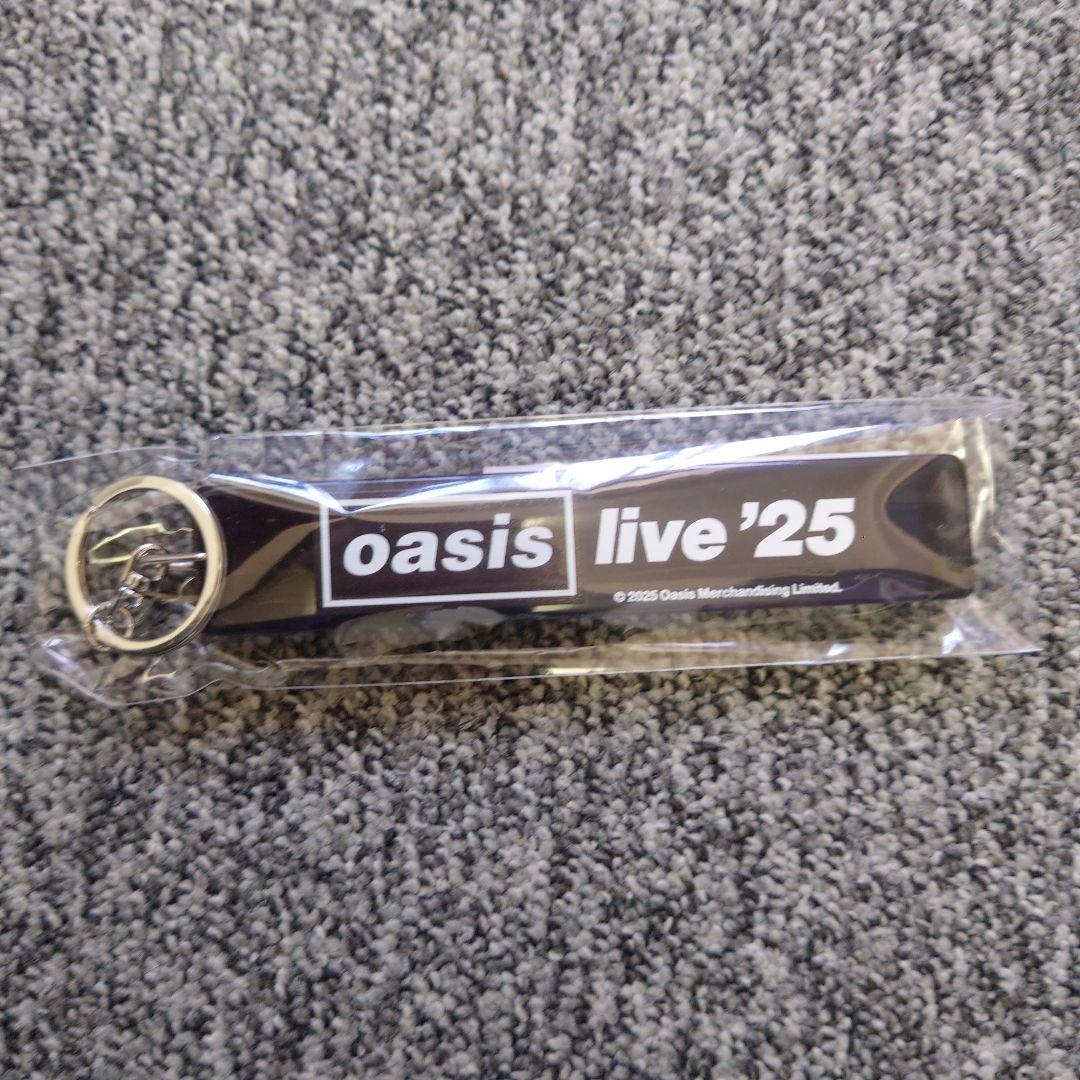 oasis live ’25
© 2025 Oasis Merchandising Limited.